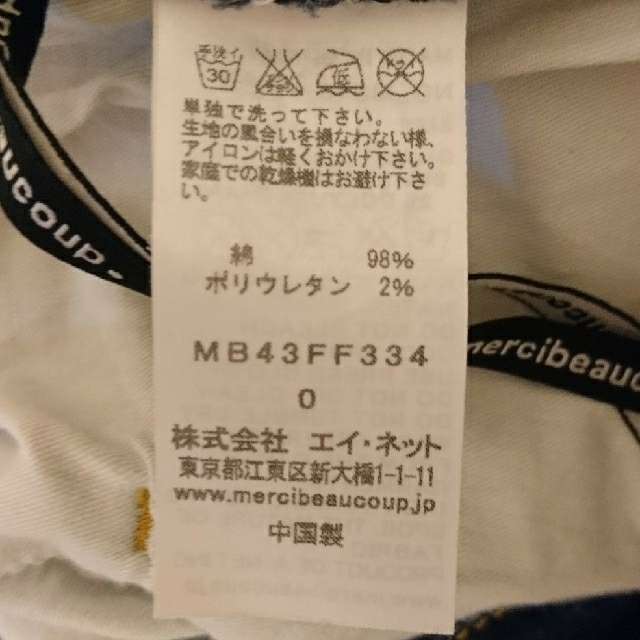 手洗イ
30
単独で洗って下さい。
生地の風合いを損なわない様、
アイロンは軽くおかけ下さい。
家庭での乾燥機はお避け下さ
い。
綿 98%
ポリウレタン 2%
MB43FF334
0
株式会社 エイ・ネット
東京都江東区新大橋1-1-11
www.mercibeaucoup.jp
中国製
aucoup.
mercibeauc